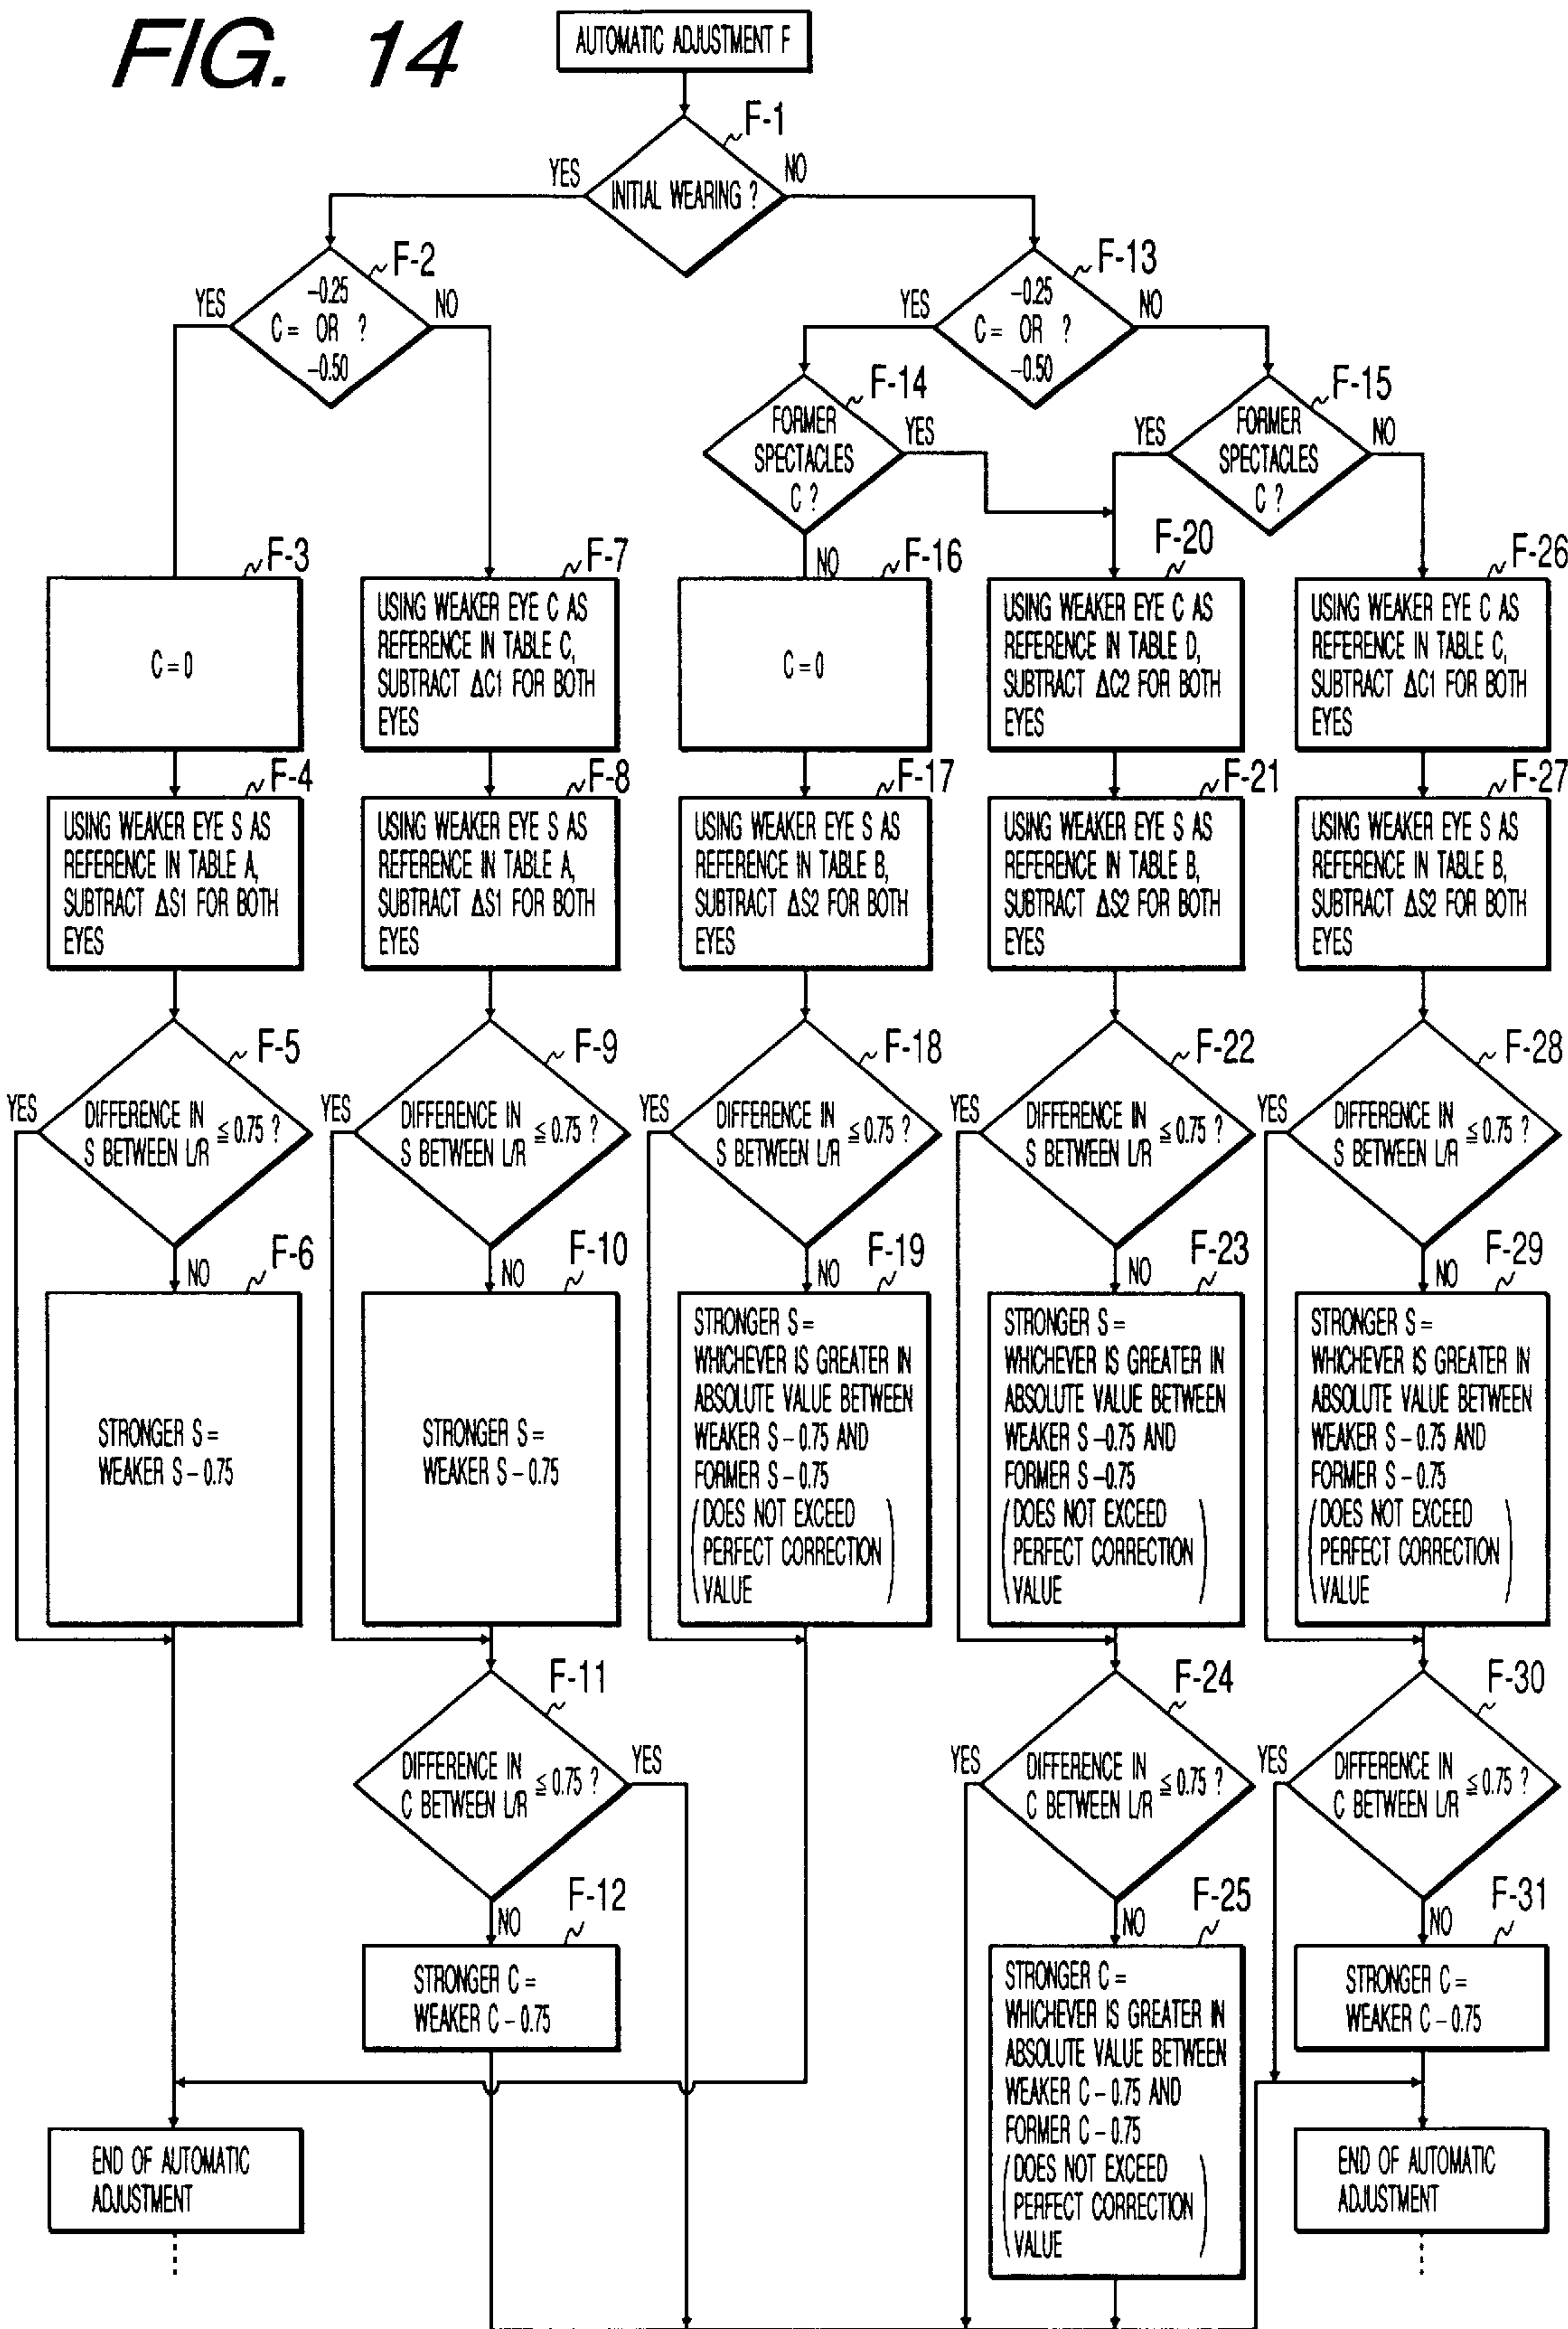 FIG. 14
AUTOMATIC ADJUSTMENT F
F-1
YES
NO
INITIAL WEARING ?
F-2
YES
NO
-0.25
C = OR ?
-0.50
F-13
YES
NO
-0.25
C = OR ?
-0.50
F-14
FORMER
SPECTACLES
C ?
YES
NO
F-15
YES
FORMER
SPECTACLES
C ?
NO
F-3
C = 0
F-7
USING WEAKER EYE C AS
REFERENCE IN TABLE C,
SUBTRACT ΔC1 FOR BOTH
EYES
F-16
C = 0
F-20
USING WEAKER EYE C AS
REFERENCE IN TABLE D,
SUBTRACT ΔC2 FOR BOTH
EYES
F-26
USING WEAKER EYE C AS
REFERENCE IN TABLE C,
SUBTRACT ΔC1 FOR BOTH
EYES
F-4
USING WEAKER EYE S AS
REFERENCE IN TABLE A,
SUBTRACT ΔS1 FOR BOTH
EYES
F-8
USING WEAKER EYE S AS
REFERENCE IN TABLE A,
SUBTRACT ΔS1 FOR BOTH
EYES
F-17
USING WEAKER EYE S AS
REFERENCE IN TABLE B,
SUBTRACT ΔS2 FOR BOTH
EYES
F-21
USING WEAKER EYE S AS
REFERENCE IN TABLE B,
SUBTRACT ΔS2 FOR BOTH
EYES
F-27
USING WEAKER EYE S AS
REFERENCE IN TABLE B,
SUBTRACT ΔS2 FOR BOTH
EYES
F-5
YES
DIFFERENCE IN
S BETWEEN L/R ≦ 0.75 ?
NO
F-9
YES
DIFFERENCE IN
S BETWEEN L/R ≦ 0.75 ?
NO
F-18
YES
DIFFERENCE IN
S BETWEEN L/R ≦ 0.75 ?
NO
F-22
YES
DIFFERENCE IN
S BETWEEN L/R ≦ 0.75 ?
NO
F-28
YES
DIFFERENCE IN
S BETWEEN L/R ≦ 0.75 ?
NO
F-6
STRONGER S =
WEAKER S - 0.75
F-10
STRONGER S =
WEAKER S - 0.75
F-19
STRONGER S =
WHICHEVER IS GREATER IN
ABSOLUTE VALUE BETWEEN
WEAKER S - 0.75 AND
FORMER S - 0.75
(DOES NOT EXCEED
PERFECT CORRECTION
VALUE)
F-23
STRONGER S =
WHICHEVER IS GREATER IN
ABSOLUTE VALUE BETWEEN
WEAKER S -0.75 AND
FORMER S -0.75
(DOES NOT EXCEED
PERFECT CORRECTION
VALUE)
F-29
STRONGER S =
WHICHEVER IS GREATER IN
ABSOLUTE VALUE BETWEEN
WEAKER S - 0.75 AND
FORMER S - 0.75
(DOES NOT EXCEED
PERFECT CORRECTION
VALUE)
F-11
DIFFERENCE IN
C BETWEEN L/R ≦ 0.75 ?
YES
NO
F-24
YES
DIFFERENCE IN
C BETWEEN L/R ≦ 0.75 ?
NO
F-30
YES
DIFFERENCE IN
C BETWEEN L/R ≦ 0.75 ?
NO
F-12
STRONGER C =
WEAKER C - 0.75
F-25
STRONGER C =
WHICHEVER IS GREATER IN
ABSOLUTE VALUE BETWEEN
WEAKER C - 0.75 AND
FORMER C - 0.75
(DOES NOT EXCEED
PERFECT CORRECTION
VALUE)
F-31
STRONGER C =
WEAKER C - 0.75
END OF AUTOMATIC
ADJUSTMENT
END OF AUTOMATIC
ADJUSTMENT